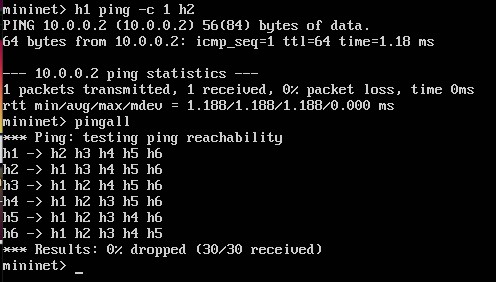 mininet> h1 ping -c 1 h2
PING 10.0.0.2 (10.0.0.2) 56(84) bytes of data.
64 bytes from 10.0.0.2: icmp_seq=1 ttl=64 time=1.18 ms

--- 10.0.0.2 ping statistics ---
1 packets transmitted, 1 received, 0% packet loss, time 0ms
rtt min/avg/max/mdev = 1.188/1.188/1.188/0.000 ms
mininet> pingall
*** Ping: testing ping reachability
h1 -> h2 h3 h4 h5 h6
h2 -> h1 h3 h4 h5 h6
h3 -> h1 h2 h4 h5 h6
h4 -> h1 h2 h3 h5 h6
h5 -> h1 h2 h3 h4 h6
h6 -> h1 h2 h3 h4 h5
*** Results: 0% dropped (30/30 received)
mininet> _